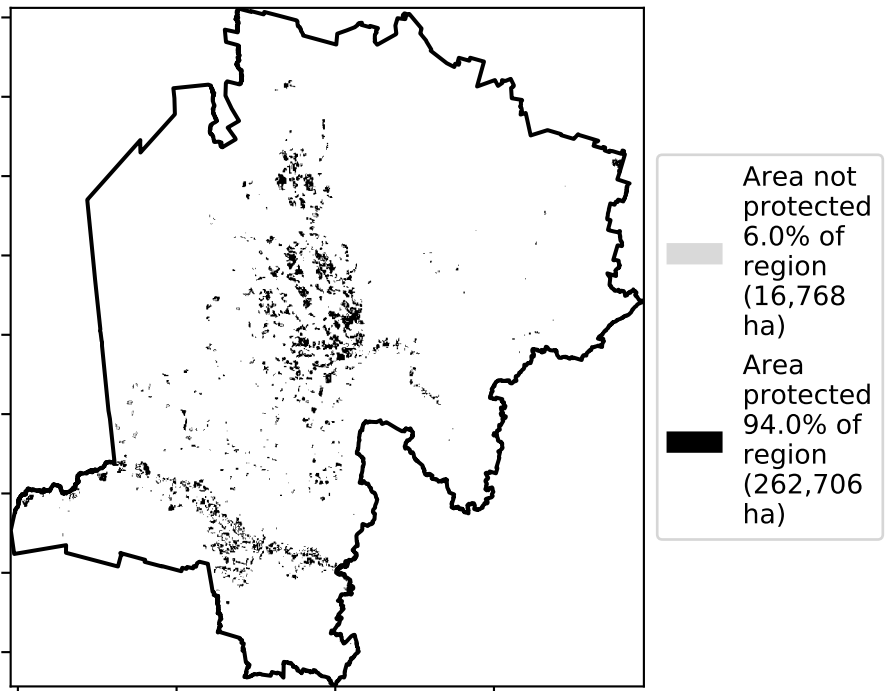 Area not
protected
6.0% of
region
(16,768
ha)
Area
protected
94.0% of
region
(262,706
ha)